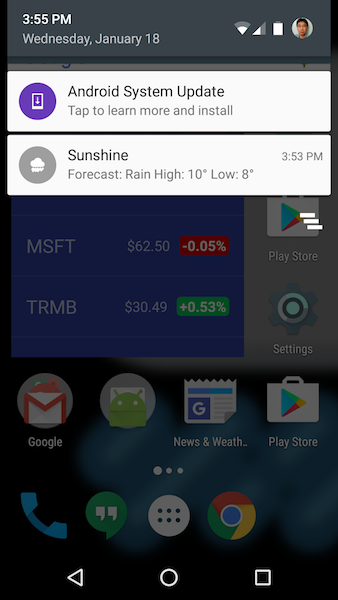 3:55 PM
Wednesday, January 18
Android System Update
Tap to learn more and install
Sunshine 3:53 PM
Forecast: Rain High: 10° Low: 8°
MSFT $62.50 -0.05%
Play Store
TRMB $30.49 +0.53%
Settings
Google News & Weath.. Play Store